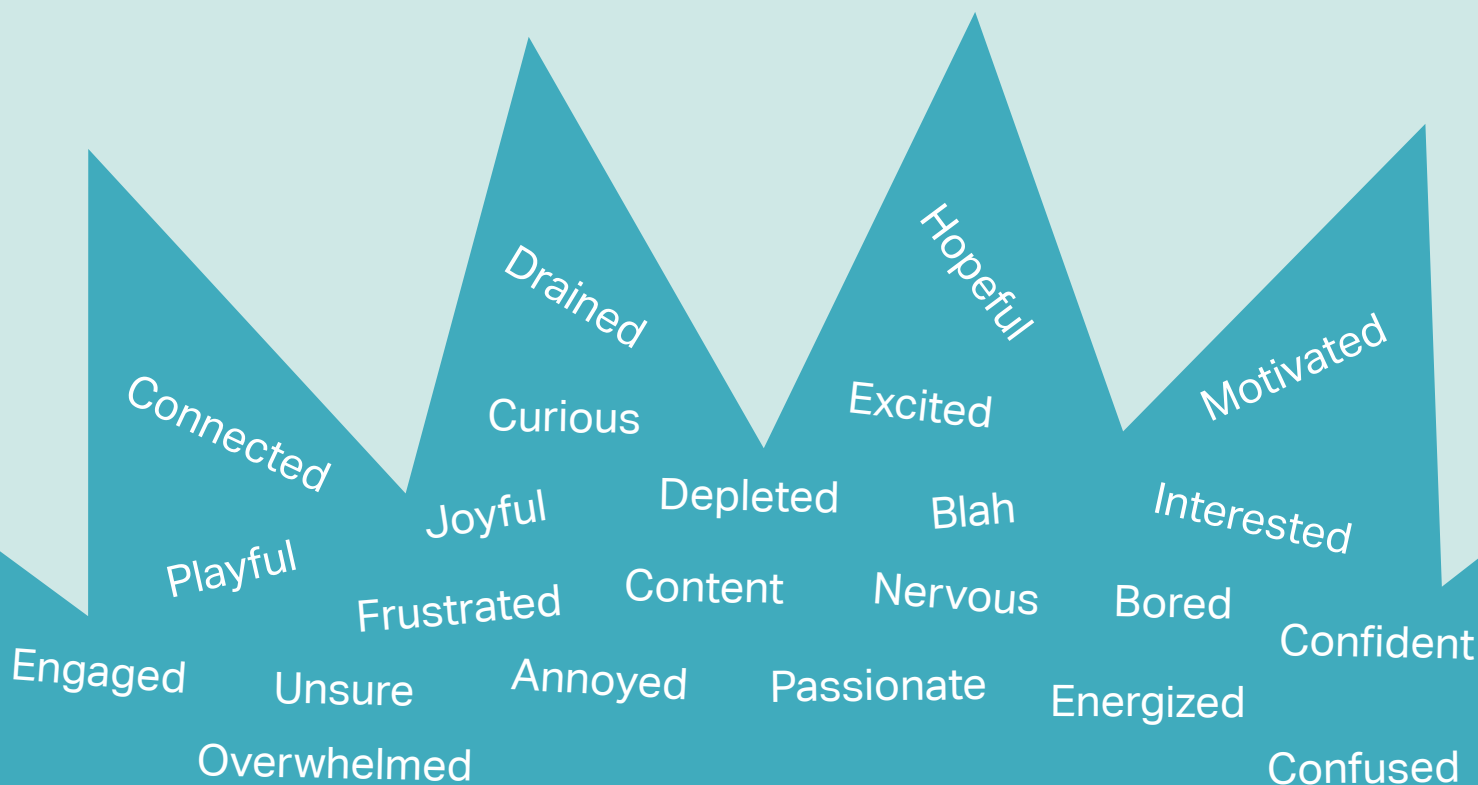 Hopeful
Drained
Motivated
Connected
Curious
Excited
Joyful
Depleted
Blah
Interested
Playful
Frustrated
Content
Nervous
Bored
Confident
Engaged
Unsure
Annoyed
Passionate
Energized
Overwhelmed
Confused